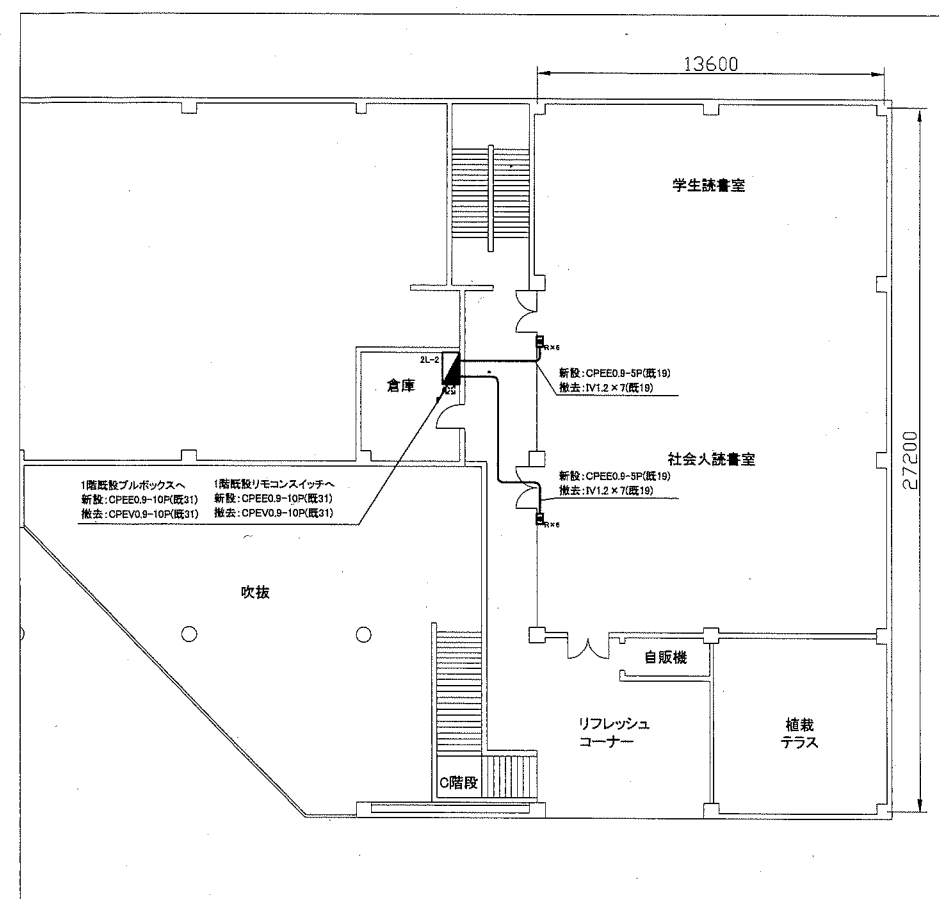 13600
学生読書室
R×6
2L-2
倉庫
新設:CPEE0.9-5P(既19)
撤去:IV1.2×7(既19)
社会人読書室
27200
新設:CPEE0.9-5P(既19)
撤去:IV1.2×7(既19)
R×6
1階既設プルボックスへ
新設:CPEE0.9-10P(既31)
撤去:CPEV0.9-10P(既31)
1階既設リモコンスイッチへ
新設:CPEE0.9-10P(既31)
撤去:CPEV0.9-10P(既31)
吹抜
自販機
リフレッシュ
コーナー
植栽
テラス
C階段